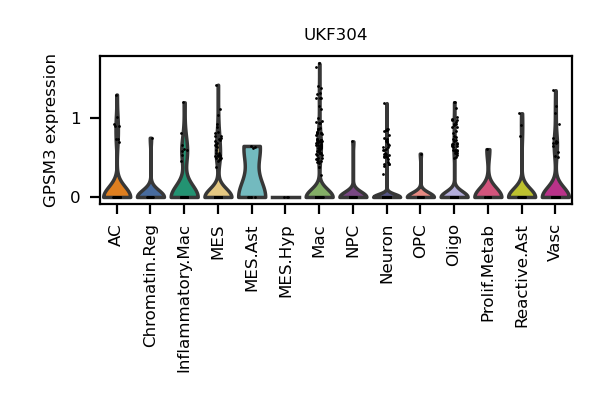 UKF304
GPSM3 expression
1
0
AC
Chromatin.Reg
Inflammatory.Mac
MES
MES.Ast
MES.Hyp
Mac
NPC
Neuron
OPC
Oligo
Prolif.Metab
Reactive.Ast
Vasc